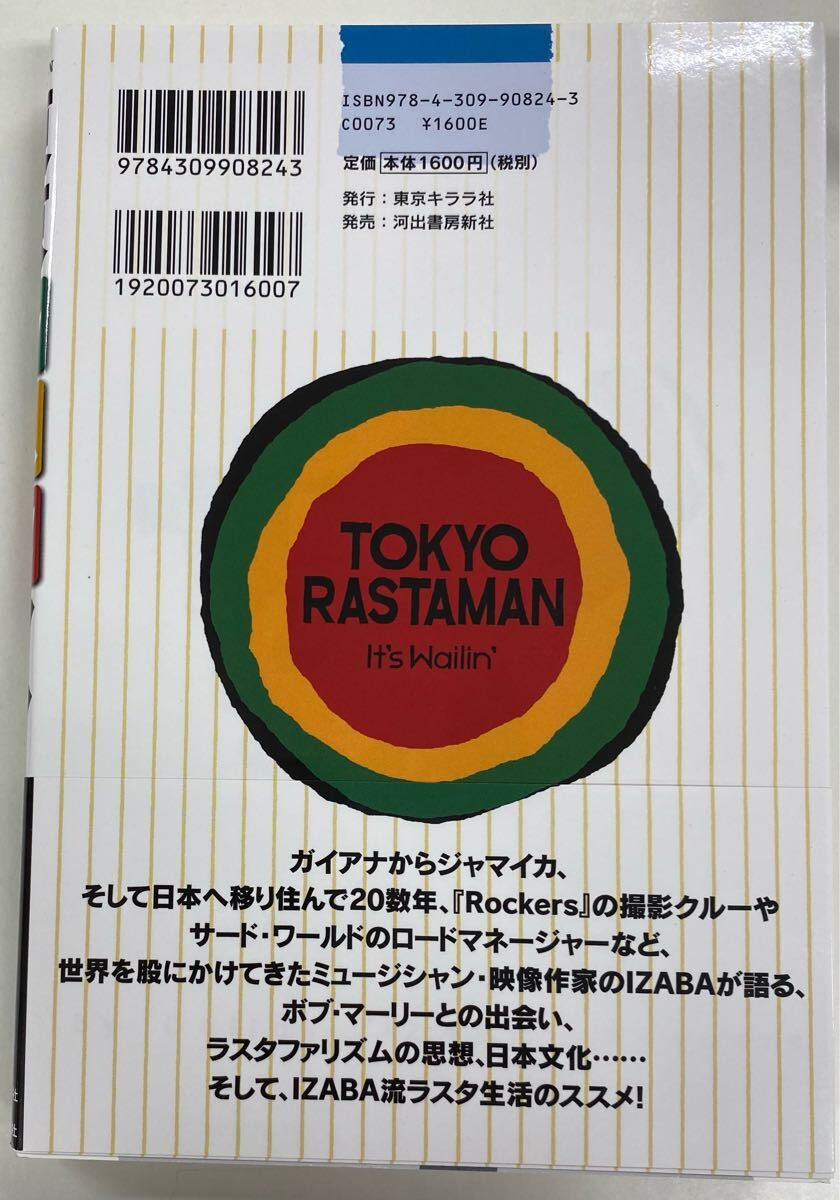 ISBN978-4-309-90824-3
C0073 ¥1600E
9784309908243
定価 本体1600円(税別)
発行:東京キララ社
発売:河出書房新社
1920073016007
TOKYO
RASTAMAN
It's Wailin'
ガイアナからジャマイカ、
そして日本へ移り住んで20数年、『Rockers』の撮影クルーや
サード・ワールドのロードマネージャーなど、
世界を股にかけてきたミュージシャン・映像作家のIZABAが語る、
ボブ・マーリーとの出会い、
ラスタファリズムの思想、日本文化……
そして、IZABA流ラスタ生活のススメ!